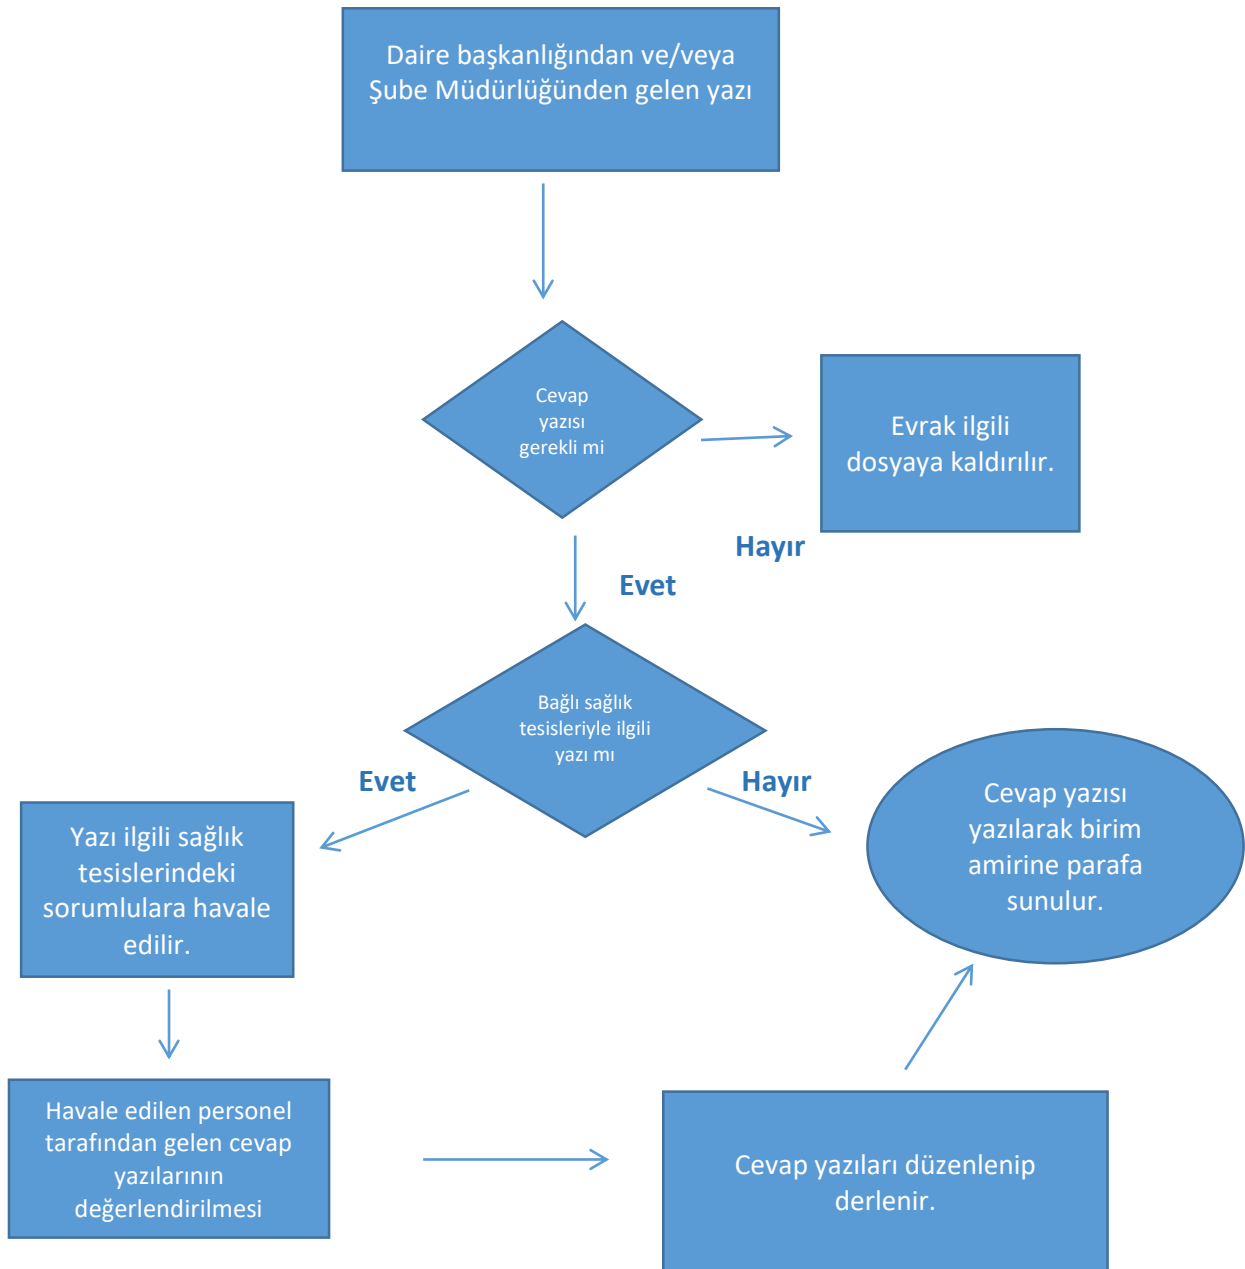 Daire başkanlığından ve/veya
Şube Müdürlüğünden gelen yazı
Cevap
yazısı
gerekli mi
Evrak ilgili
dosyaya kaldırılır.
Hayır
Evet
Bağlı sağlık
tesisleriyle ilgili
yazı mı
Evet
Hayır
Cevap yazısı
yazılarak birim
amirine parafa
sunulur.
Yazı ilgili sağlık
tesislerindeki
sorumlulara havale
edilir.
Havale edilen personel
tarafından gelen cevap
yazılarının
değerlendirilmesi
Cevap yazıları düzenlenip
derlenir.